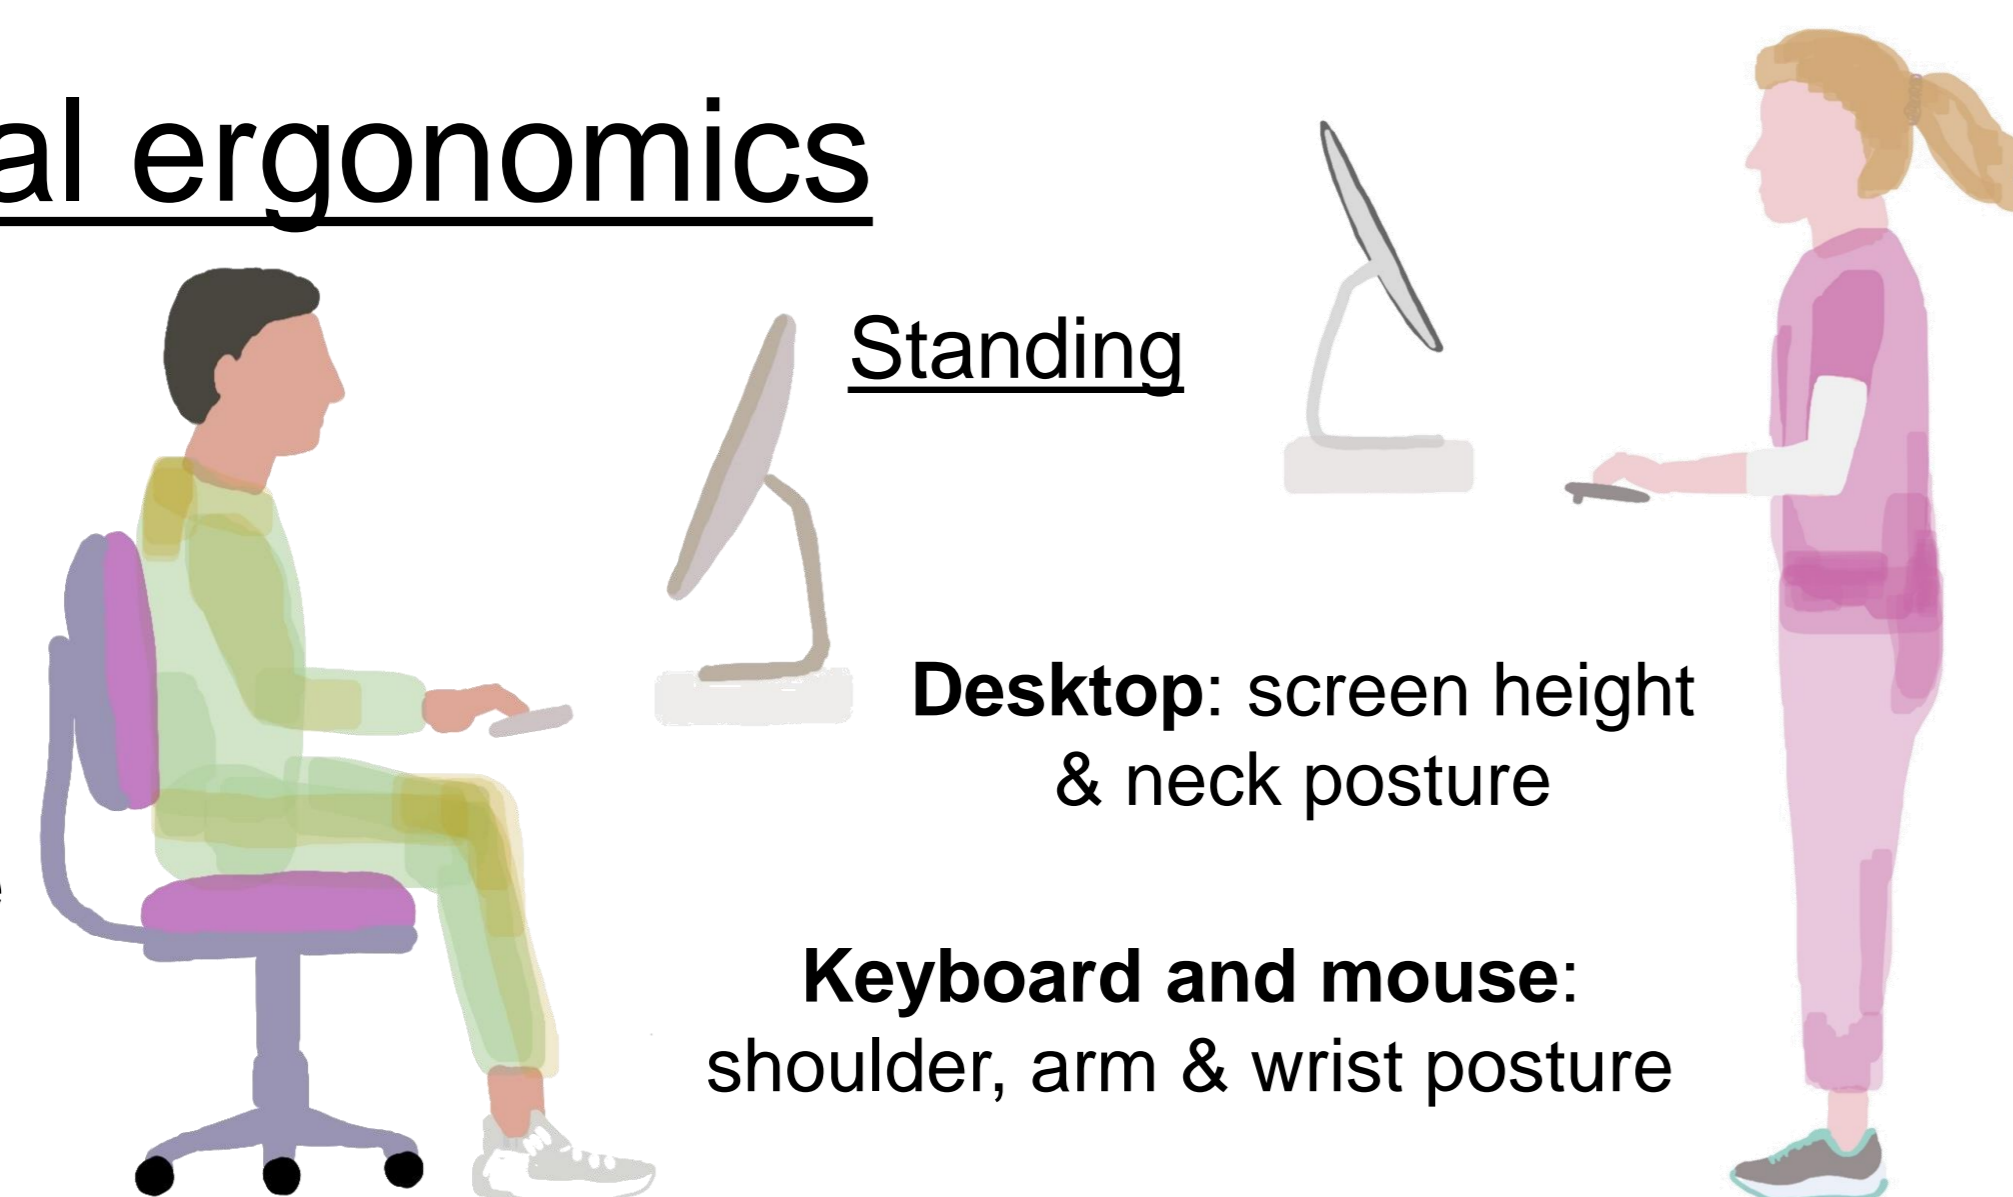 al ergonomics
Standing
Desktop: screen height
& neck posture
Keyboard and mouse:
shoulder, arm & wrist posture